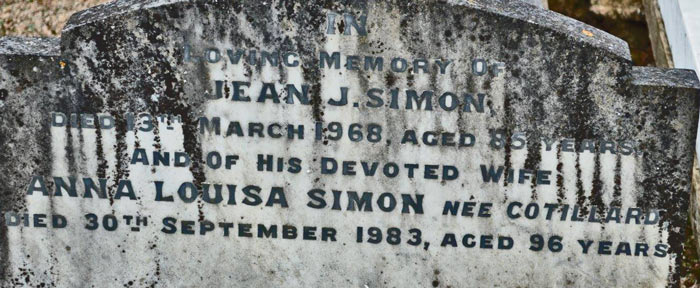 IN
LOVING MEMORY OF
JEAN J. SIMON
DIED 13TH MARCH 1968 AGED 85 YEARS
AND OF HIS DEVOTED WIFE
ANNA LOUISA SIMON NÉE COTILLARD
DIED 30TH SEPTEMBER 1983, AGED 96 YEARS